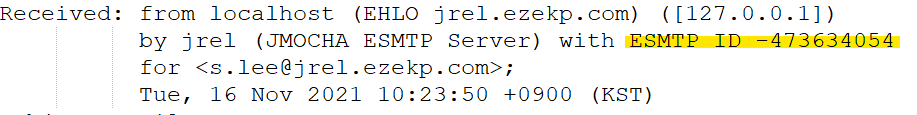 Received: from localhost (EHLO jrel.ezekp.com) ([127.0.0.1])
by jrel (JMOCHA ESMTP Server) with ESMTP ID -473634054
for <s.lee@jrel.ezekp.com>;
Tue, 16 Nov 2021 10:23:50 +0900 (KST)